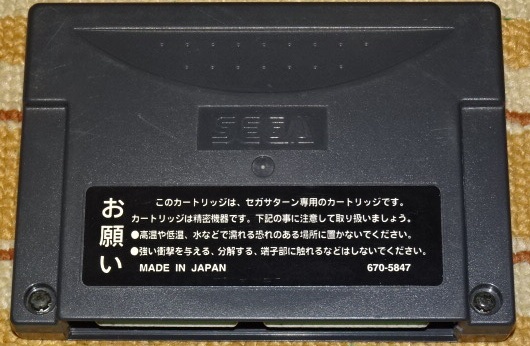 SEGA
お願い
このカートリッジは、セガサターン専用のカートリッジです。
カートリッジは精密機器です。下記の事に注意して取り扱いましょう。
●高温や低温、水などで濡れる恐れのある場所に置かないでください。
●強い衝撃を与える、分解する、端子部に触れるなどはしないでください。
MADE IN JAPAN 670-5847